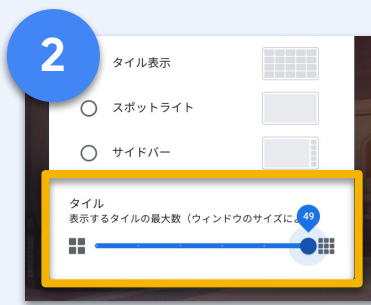 2
タイル表示
スポットライト
サイドバー
タイル
表示するタイルの最大数（ウィンドウのサイズに
49